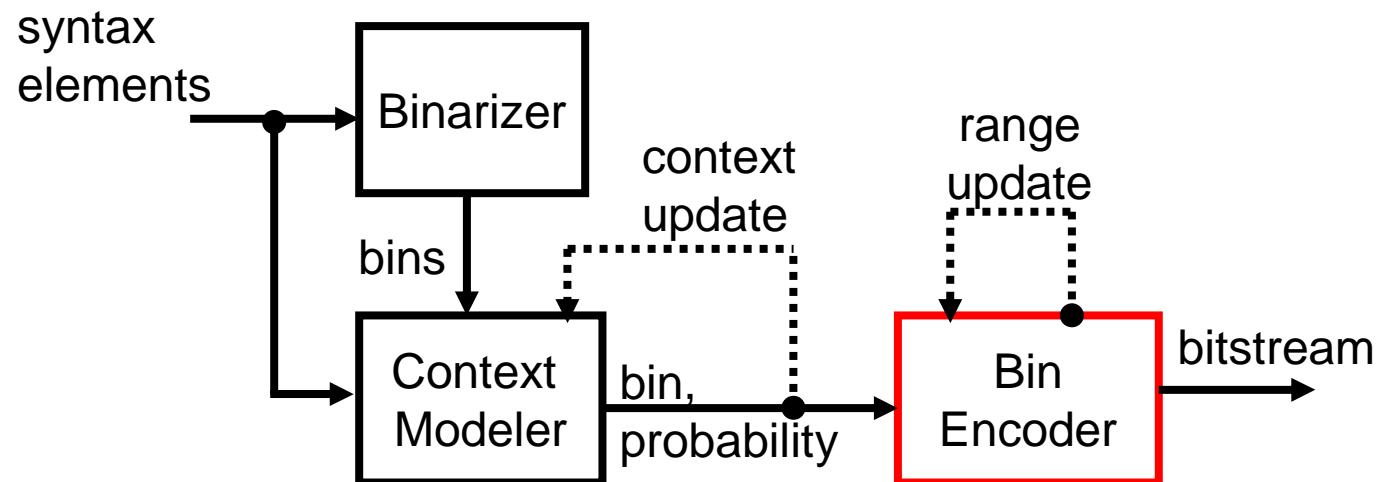 syntax
elements
Binarizer
context
update
range
update
bins
Context
Modeler
bin,
probability
Bin
Encoder
bitstream